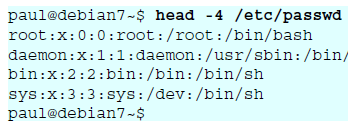 paul@debian7~$ head -4 /etc/passwd
root:x:0:0:root:/root:/bin/bash
daemon:x:1:1:daemon:/usr/sbin:/bin/
bin:x:2:2:bin:/bin:/bin/sh
sys:x:3:3:sys:/dev:/bin/sh
paul@debian7~$